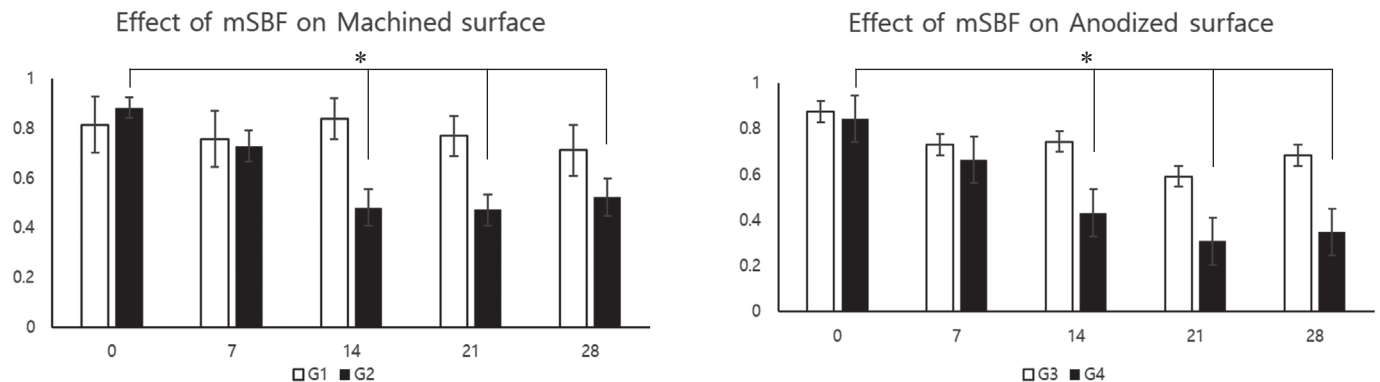 Effect of mSBF on Machined surface
*
1
0.8
0.6
0.4
0.2
0
0 7 14 21 28
G1 G2
Effect of mSBF on Anodized surface
*
1
0.8
0.6
0.4
0.2
0
0 7 14 21 28
G3 G4